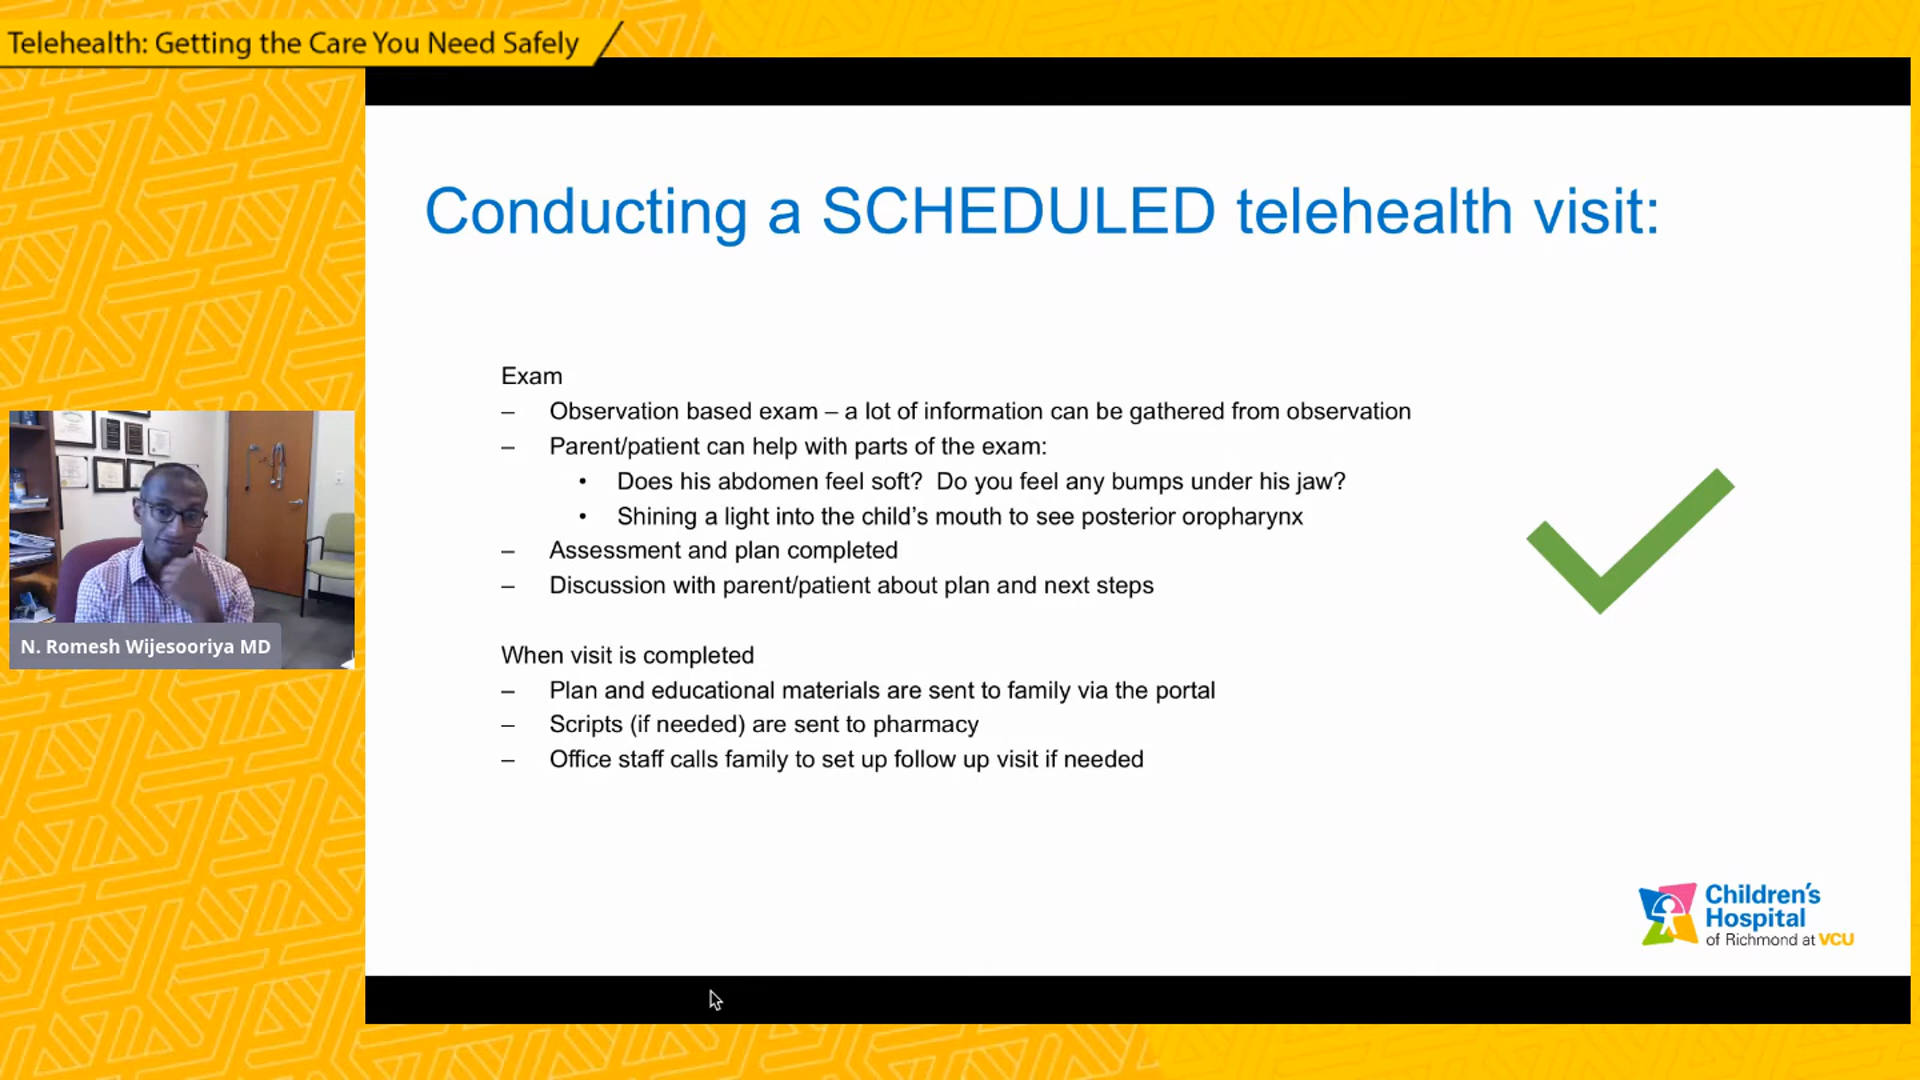 Telehealth: Getting the Care You Need Safely
Conducting a SCHEDULED telehealth visit:
Exam
– Observation based exam – a lot of information can be gathered from observation
– Parent/patient can help with parts of the exam:
• Does his abdomen feel soft?  Do you feel any bumps under his jaw?
• Shining a light into the child’s mouth to see posterior oropharynx
– Assessment and plan completed
– Discussion with parent/patient about plan and next steps
When visit is completed
– Plan and educational materials are sent to family via the portal
– Scripts (if needed) are sent to pharmacy
– Office staff calls family to set up follow up visit if needed
N. Romesh Wijesooriya MD
Children’s
Hospital
of Richmond at VCU